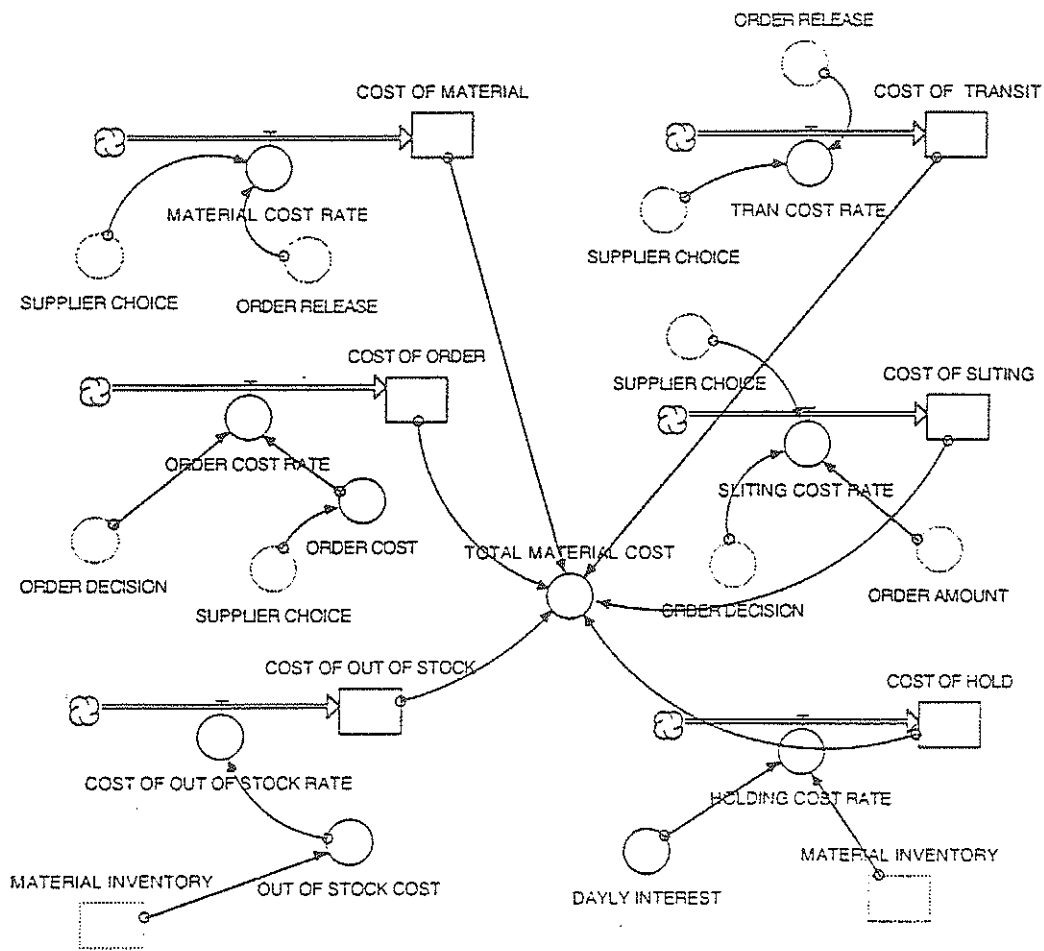 ORDER RELEASE
COST OF MATERIAL
COST OF TRANSIT
MATERIAL COST RATE
TRAN COST RATE
SUPPLIER CHOICE
ORDER RELEASE
SUPPLIER CHOICE
COST OF ORDER
SUPPLIER CHOICE
COST OF SLITING
ORDER COST RATE
SLITING COST RATE
ORDER COST
TOTAL MATERIAL COST
ORDER DECISION
SUPPLIER CHOICE
ORDER DECISION
ORDER AMOUNT
COST OF OUT OF STOCK
COST OF HOLD
COST OF OUT OF STOCK RATE
HOLDING COST RATE
MATERIAL INVENTORY
OUT OF STOCK COST
DAYLY INTEREST
MATERIAL INVENTORY